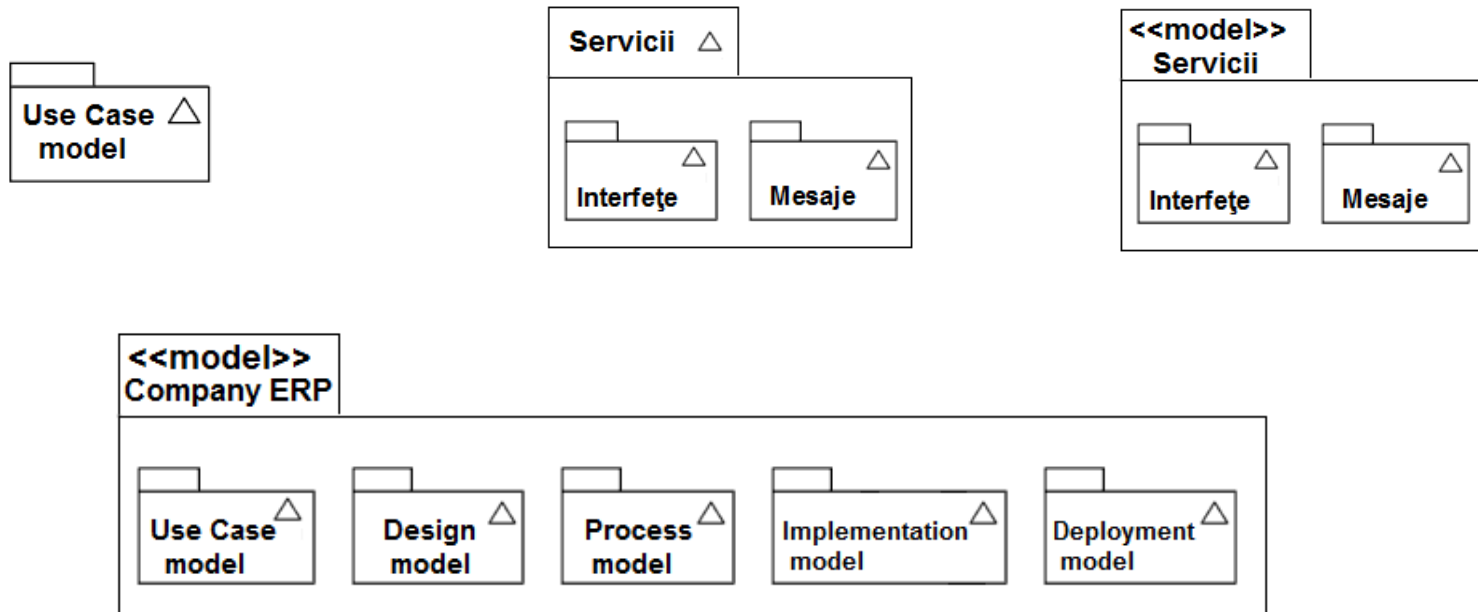 Use Case
model
Servicii
Interfeţe
Mesaje
<<model>>
Servicii
Interfeţe
Mesaje
<<model>>
Company ERP
Use Case
model
Design
model
Process
model
Implementation
model
Deployment
model